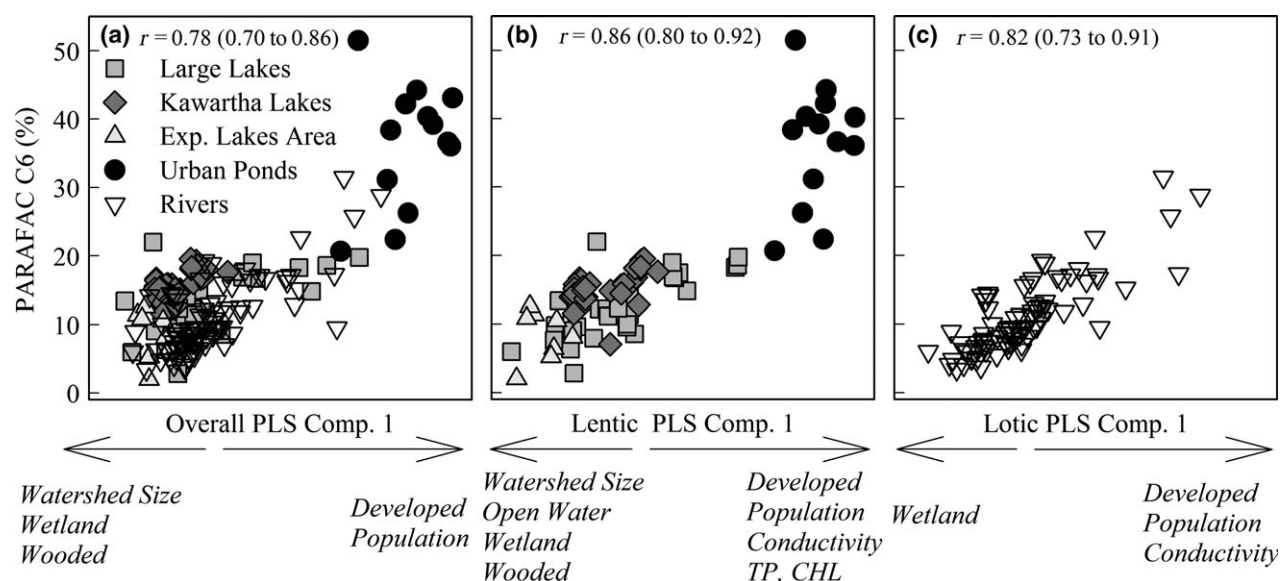 (a) r = 0.78 (0.70 to 0.86)
Large Lakes
Kawartha Lakes
Exp. Lakes Area
Urban Ponds
Rivers
(b) r = 0.86 (0.80 to 0.92)
(c) r = 0.82 (0.73 to 0.91)
PARAFAC C6 (%)
50
40
30
20
10
0
Overall PLS Comp. 1
Lentic PLS Comp. 1
Lotic PLS Comp. 1
Watershed Size
Wetland
Wooded
Developed
Population
Watershed Size
Open Water
Wetland
Wooded
Developed
Population
Conductivity
TP, CHL
Wetland
Developed
Population
Conductivity